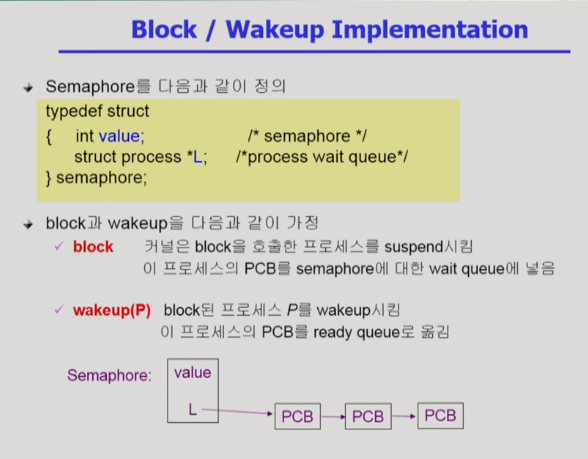 Block / Wakeup Implementation
Semaphore를 다음과 같이 정의
typedef struct
{ int value; /* semaphore */
struct process *L; /*process wait queue*/
} semaphore;
block과 wakeup을 다음과 같이 가정
block 커널은 block을 호출한 프로세스를 suspend시킴
이 프로세스의 PCB를 semaphore에 대한 wait queue에 넣음
wakeup(P) block된 프로세스 P를 wakeup시킴
이 프로세스의 PCB를 ready queue로 옮김
Semaphore: value
L PCB PCB PCB